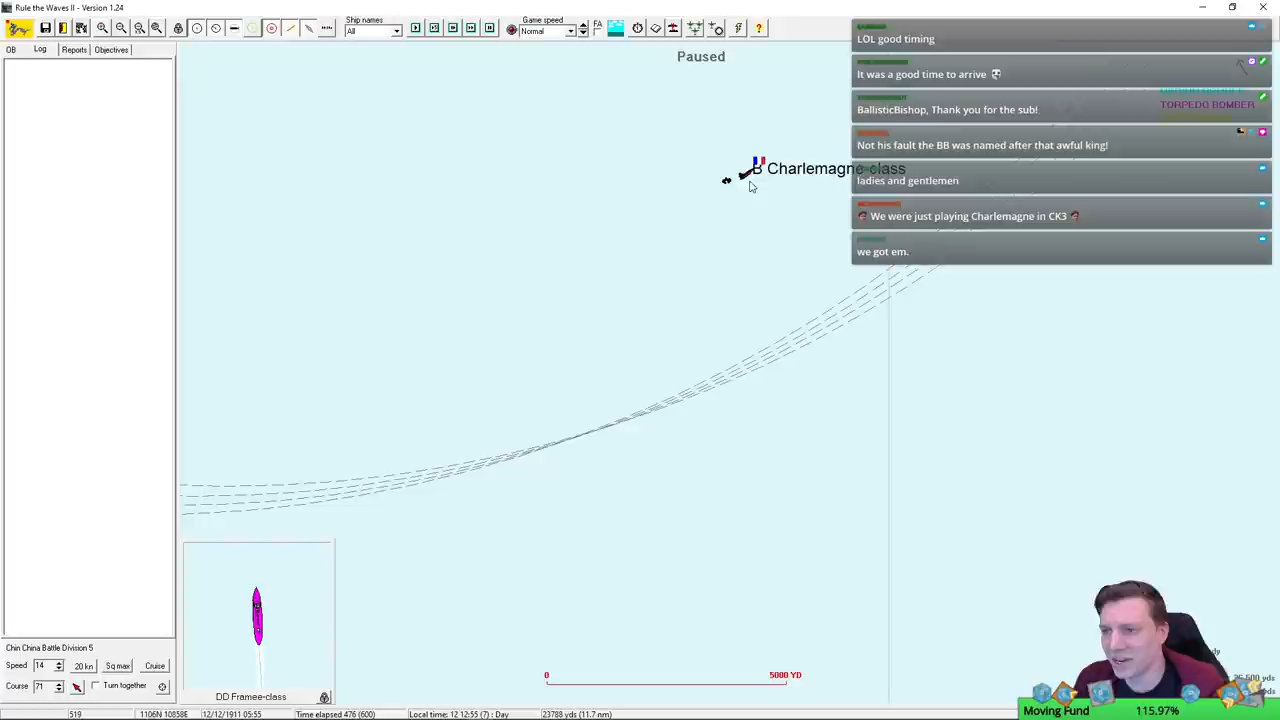 Rule the Waves II - Version 1.24
Ship names
All
Game speed
Normal
FA
OB
Log
Reports
Objectives
Paused
LOL good timing
It was a good time to arrive
TORPEDO BOMBER
BallisticBishop, Thank you for the sub!
Not his fault the BB was named after that awful king!
B Charlemagne-class
ladies and gentlemen
We were just playing Charlemagne in CK3
we got em.
Chin China Battle Division 5
Speed
14
20 kn
Sq max
Cruise
Course
71
Turn together
DD Framee-class
0
5000 YD
Moving Fund
115.97%
519
1106N 10858E
12/12/1911 05:55
Time elapsed 476 (600)
Local time: 12 12:55 (7) : Day
23788 yds (11.7 nm)